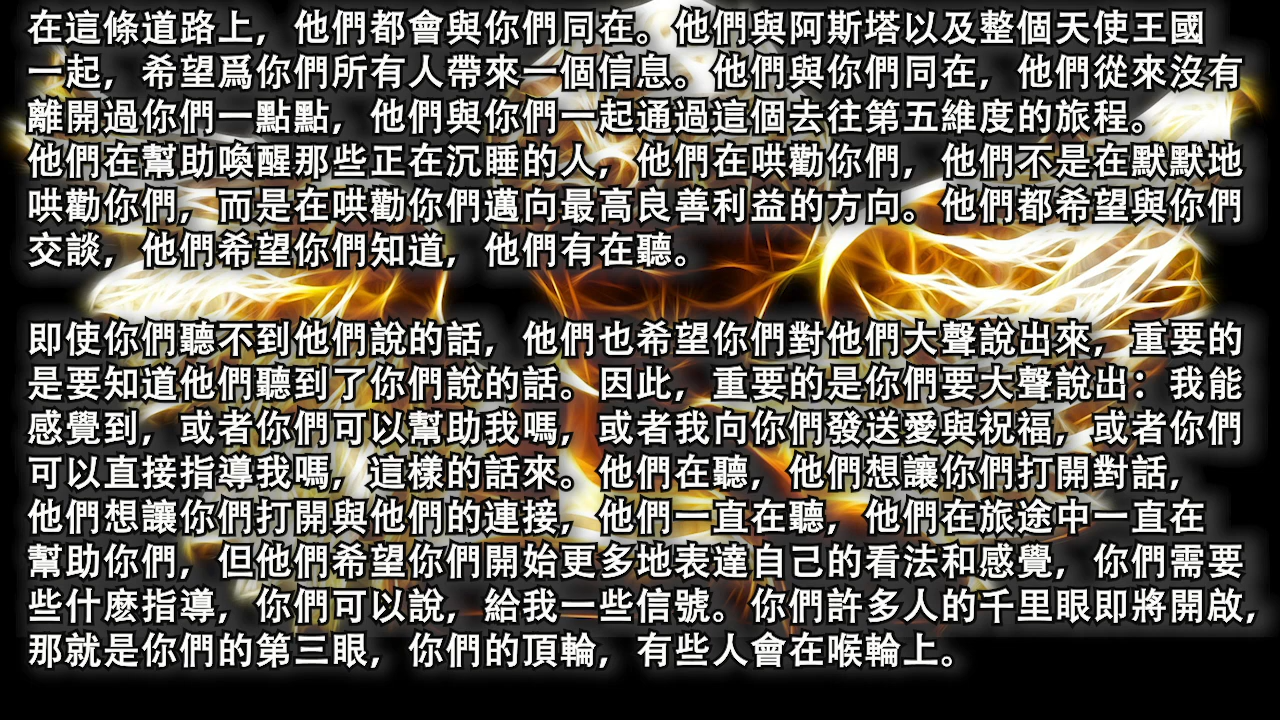 在這條道路上，他們都會與你們同在。他們與阿斯塔以及整個天使王國
一起，希望爲你們所有人帶來一個信息。他們與你們同在，他們從來沒有
離開過你們一點點，他們與你們一起通過這個去往第五維度的旅程。
他們在幫助喚醒那些正在沉睡的人，他們在哄勸你們，他們不是在默默地
哄勸你們，而是在哄勸你們邁向最高良善利益的方向。他們都希望與你們
交談，他們希望你們知道，他們有在聽。
即使你們聽不到他們說的話，他們也希望你們對他們大聲說出來，重要的
是要知道他們聽到了你們說的話。因此，重要的是你們要大聲說出：我能
感覺到，或者你們可以幫助我嗎，或者我向你們發送愛與祝福，或者你們
可以直接指導我嗎，這樣的話來。他們在聽，他們想讓你們打開對話，
他們想讓你們打開與他們的連接，他們一直在聽，他們在旅途中一直在
幫助你們，但他們希望你們開始更多地表達自己的看法和感覺，你們需要
些什麽指導，你們可以說，給我一些信號。你們許多人的千里眼即將開啟，
那就是你們的第三眼，你們的頂輪，有些人會在喉輪上。